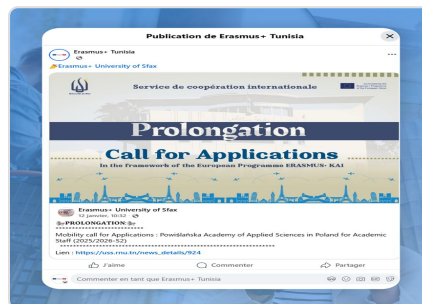 Publication de Erasmus+ Tunisia
Erasmus+ Tunisia
Erasmus+ University of Sfax
Service de coopération internationale
Prolongation
Call for Applications
In the framework of the European Programme ERASMUS+ KA1
Erasmus+ University of Sfax
12 janvier, 10:32
PROLONGATION
Mobility call for Applications : Powiślańska Academy of Applied Sciences in Poland for Academic
Staff (2025/2026-S2)
Lien : https://uss.rnu.tn/news_details/924
J'aime
Commenter
Partager
Commenter en tant que Erasmus+ Tunisia